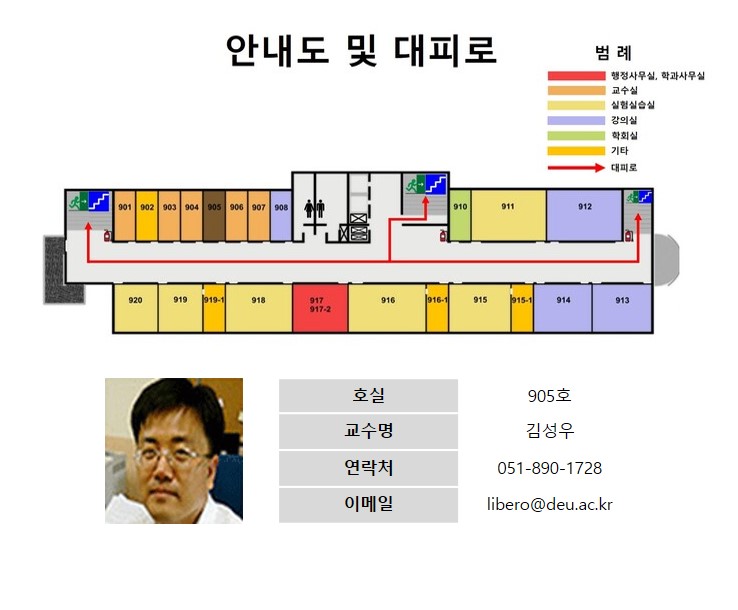 안내도 및 대피로
범 례
행정사무실, 학과사무실
교수실
실험실습실
강의실
학회실
기타
대피로
901 902 903 904 905 906 907 908 910 911 912
920 919 919-1 918 917 916 916-1 915 915-1 914 913
917-2
호실 905호
교수명 김성우
연락처 051-890-1728
이메일 libero@deu.ac.kr